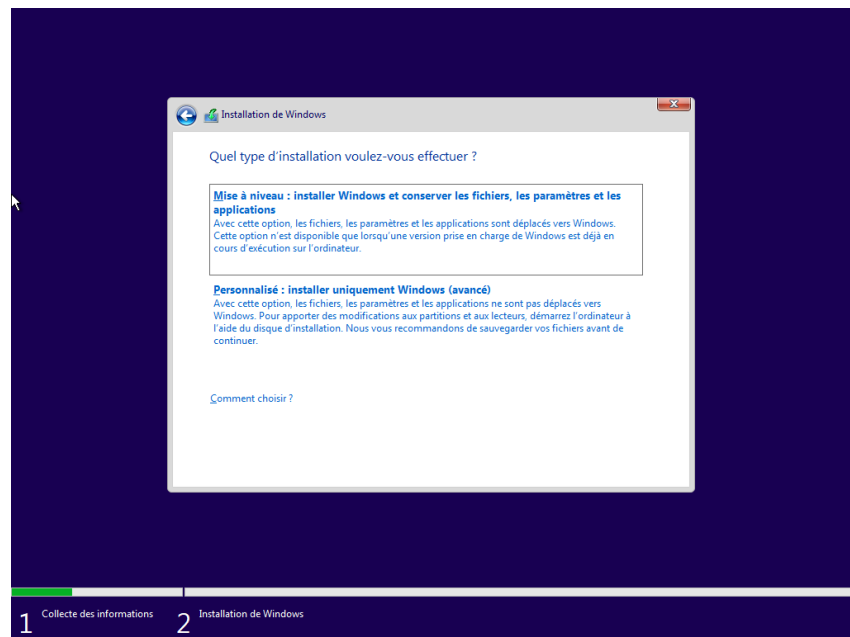 Installation de Windows
Quel type d'installation voulez-vous effectuer ?
Mise à niveau : installer Windows et conserver les fichiers, les paramètres et les
applications
Avec cette option, les fichiers, les paramètres et les applications sont déplacés vers Windows.
Cette option n'est disponible que lorsqu'une version prise en charge de Windows est déjà en
cours d'exécution sur l'ordinateur.
Personnalisé : installer uniquement Windows (avancé)
Avec cette option, les fichiers, les paramètres et les applications ne sont pas déplacés vers
Windows. Pour apporter des modifications aux partitions et aux lecteurs, démarrez l'ordinateur à
l'aide du disque d'installation. Nous vous recommandons de sauvegarder vos fichiers avant de
continuer.
Comment choisir ?
1 Collecte des informations 2 Installation de Windows